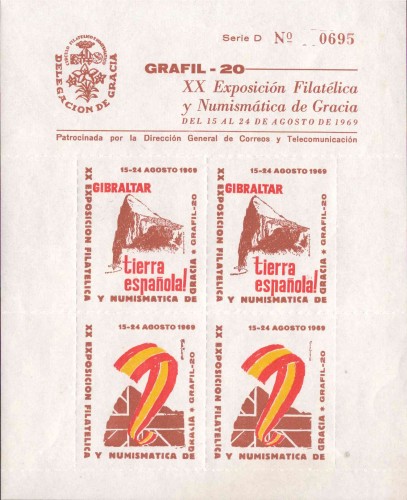 Serie D Nº 0695
CIRCULO FILATELICO Y NUMISMATICO
DELEGACION DE GRACIA
GRAFIL - 20
XX Exposición Filatélica
y Numismática de Gracia
DEL 15 AL 24 DE AGOSTO DE 1969
Patrocinada por la Dirección General de Correos y Telecomunicación
15-24 AGOSTO 1969
XX EXPOSICION FILATELICA
Y NUMISMATICA DE
GRACIA * GRAFIL-20
GIBRALTAR
tierra
española!
15-24 AGOSTO 1969
XX EXPOSICION FILATELICA
Y NUMISMATICA DE
GRACIA * GRAFIL-20
GIBRALTAR
tierra
española!
15-24 AGOSTO 1969
XX EXPOSICION FILATELICA
Y NUMISMATICA DE
GRACIA * GRAFIL-20
15-24 AGOSTO 1969
XX EXPOSICION FILATELICA
Y NUMISMATICA DE
GRACIA * GRAFIL-20